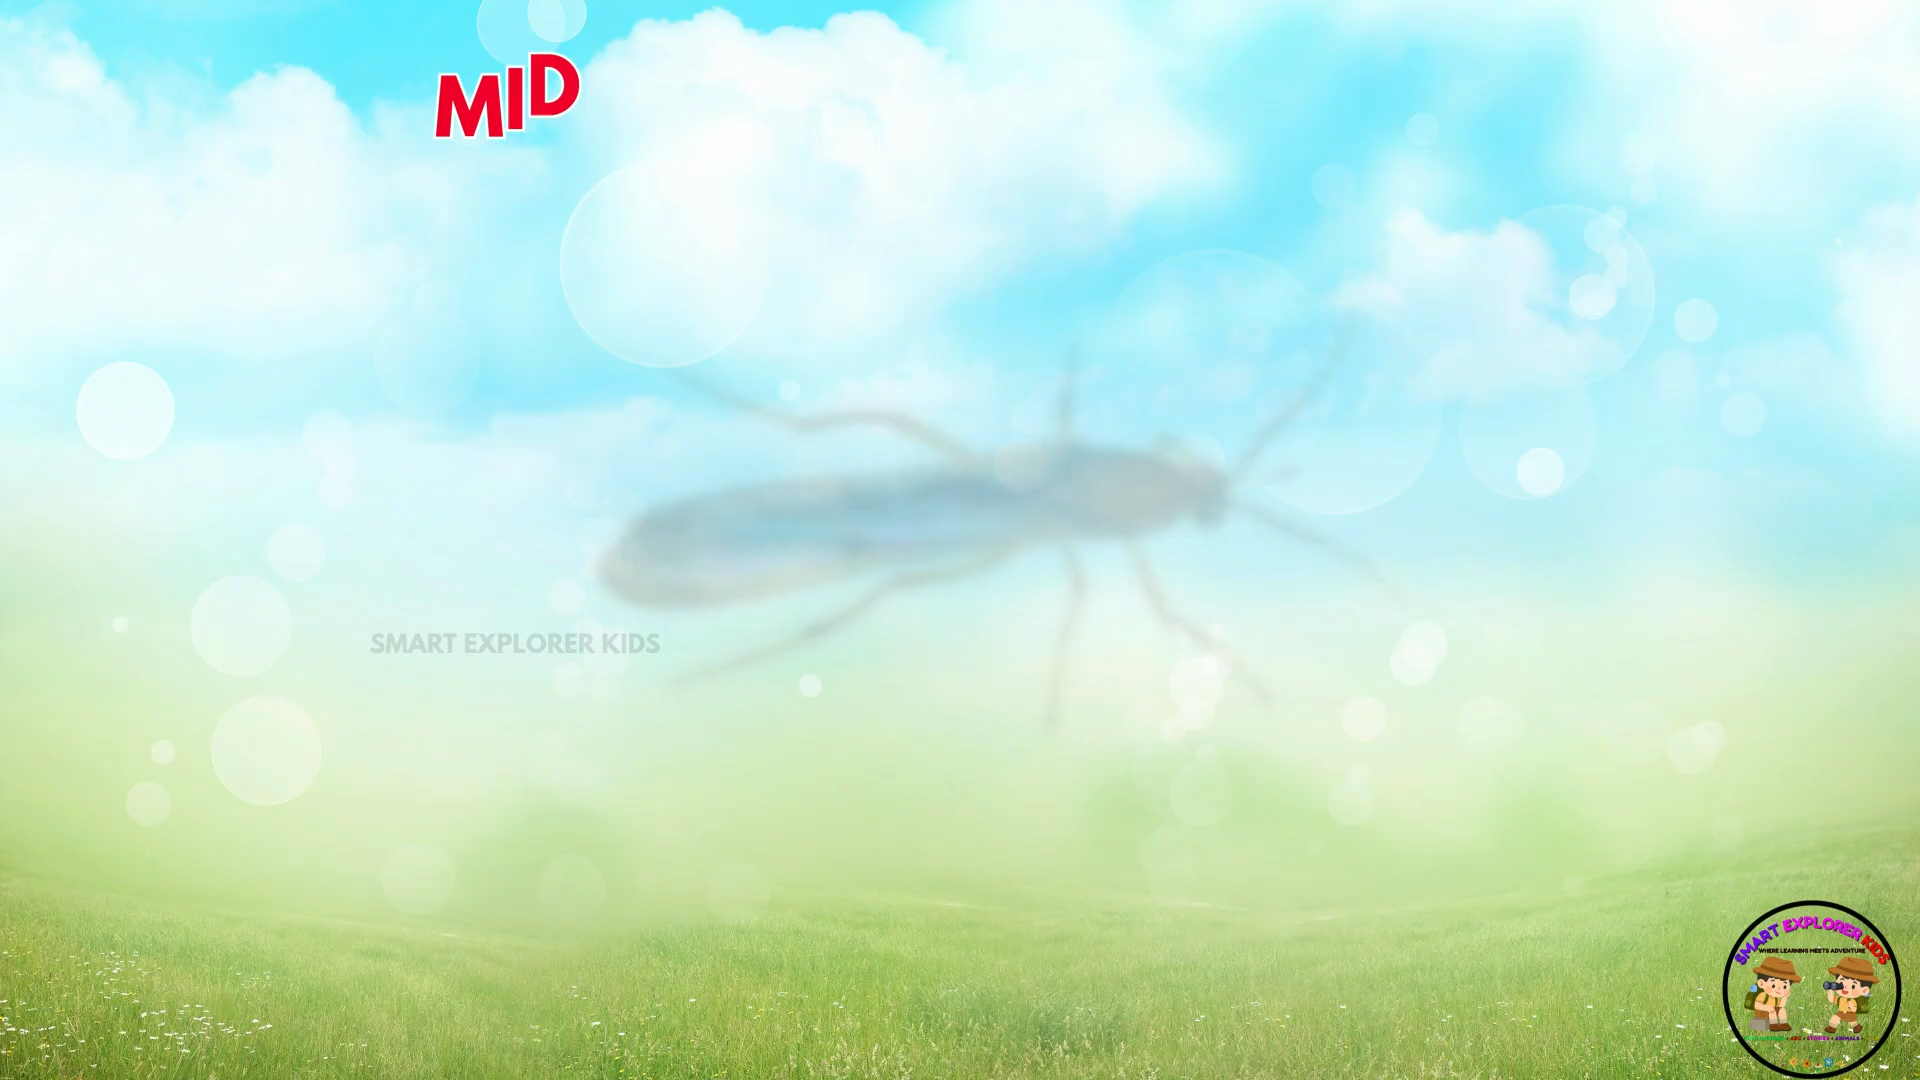 MID
SMART EXPLORER KIDS
SMART EXPLORER KIDS
WHERE LEARNING MEETS ADVENTURE